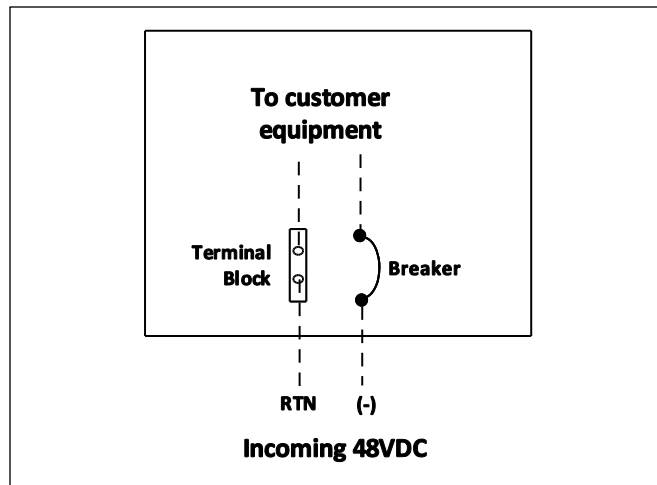 To customer
equipment
Terminal
Block
Breaker
RTN
(-)
Incoming 48VDC